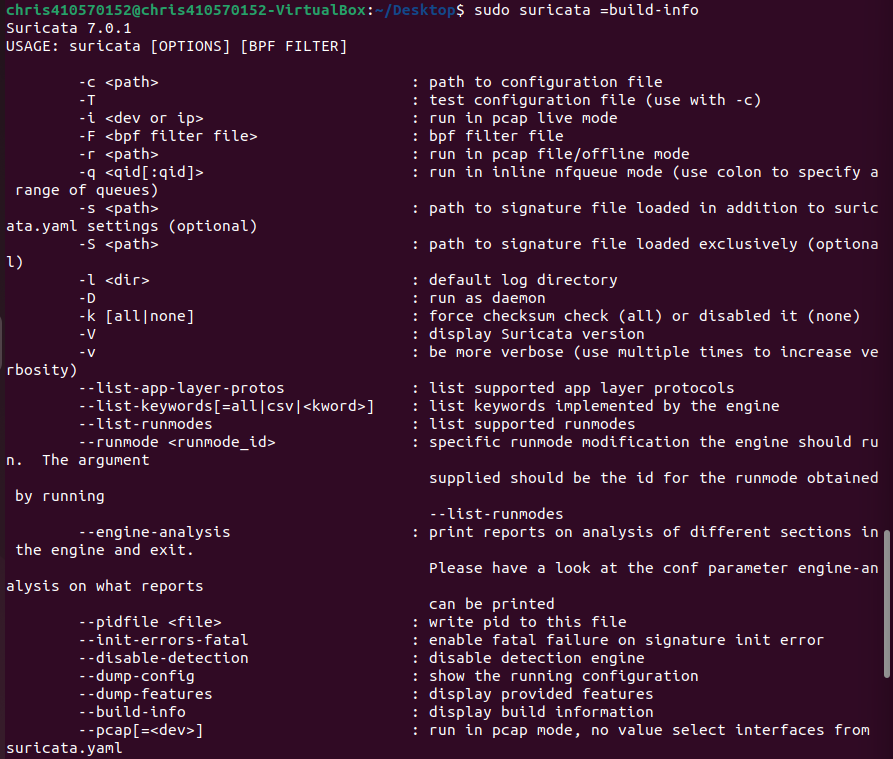 chris410570152@chris410570152-VirtualBox:~/Desktop$ sudo suricata =build-info
Suricata 7.0.1
USAGE: suricata [OPTIONS] [BPF FILTER]

        -c <path>                            : path to configuration file
        -T                                   : test configuration file (use with -c)
        -i <dev or ip>                       : run in pcap live mode
        -F <bpf filter file>                 : bpf filter file
        -r <path>                            : run in pcap file/offline mode
        -q <qid[:qid]>                       : run in inline nfqueue mode (use colon to specify a
 range of queues)
        -s <path>                            : path to signature file loaded in addition to suric
ata.yaml settings (optional)
        -S <path>                            : path to signature file loaded exclusively (optiona
l)
        -l <dir>                             : default log directory
        -D                                   : run as daemon
        -k [all|none]                        : force checksum check (all) or disabled it (none)
        -V                                   : display Suricata version
        -v                                   : be more verbose (use multiple times to increase ve
rbosity)
        --list-app-layer-protos              : list supported app layer protocols
        --list-keywords[=all|csv|<kword>]    : list keywords implemented by the engine
        --list-runmodes                      : list supported runmodes
        --runmode <runmode_id>               : specific runmode modification the engine should ru
n.  The argument
                                               supplied should be the id for the runmode obtained
 by running
                                               --list-runmodes
        --engine-analysis                    : print reports on analysis of different sections in
 the engine and exit.
                                               Please have a look at the conf parameter engine-an
alysis on what reports
                                               can be printed
        --pidfile <file>                     : write pid to this file
        --init-errors-fatal                  : enable fatal failure on signature init error
        --disable-detection                  : disable detection engine
        --dump-config                        : show the running configuration
        --dump-features                      : display provided features
        --build-info                         : display build information
        --pcap[=<dev>]                       : run in pcap mode, no value select interfaces from
suricata.yaml